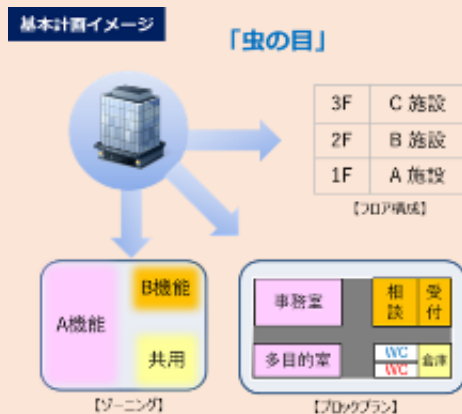 基本計画イメージ
「虫の目」
3F C 施設
2F B 施設
1F A 施設
【フロア構成】
A機能
B機能
共用
【ゾーニング】
事務室
相談
受付
多目的室
WC
WC
倉庫
【ブロックプラン】